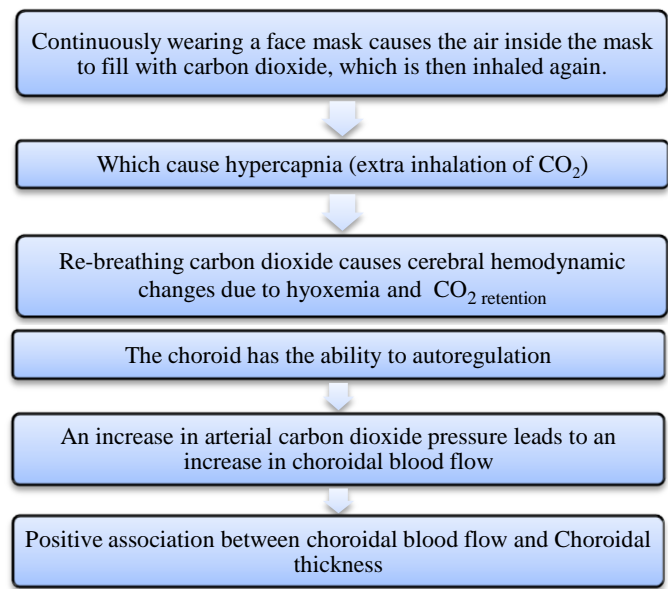 Continuously wearing a face mask causes the air inside the mask
to fill with carbon dioxide, which is then inhaled again.
Which cause hypercapnia (extra inhalation of CO₂)
Re-breathing carbon dioxide causes cerebral hemodynamic
changes due to hyoxemia and CO₂ retention
The choroid has the ability to autoregulation
An increase in arterial carbon dioxide pressure leads to an
increase in choroidal blood flow
Positive association between choroidal blood flow and Choroidal
thickness